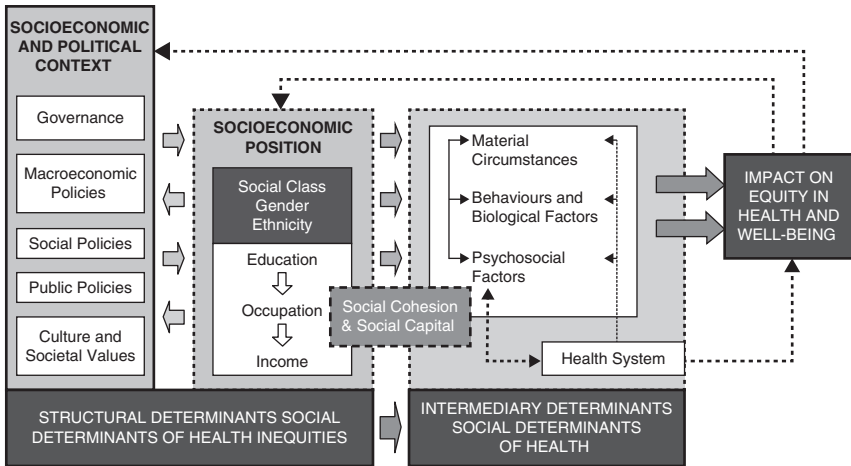 SOCIOECONOMIC
AND POLITICAL
CONTEXT
Governance
Macroeconomic
Policies
Social Policies
Public Policies
Culture and
Societal Values
SOCIOECONOMIC
POSITION
Social Class
Gender
Ethnicity
Education
Occupation
Income
Social Cohesion
& Social Capital
Material
Circumstances
Behaviours and
Biological Factors
Psychosocial
Factors
Health System
IMPACT ON
EQUITY IN
HEALTH AND
WELL-BEING
STRUCTURAL DETERMINANTS SOCIAL
DETERMINANTS OF HEALTH INEQUITIES
INTERMEDIARY DETERMINANTS
SOCIAL DETERMINANTS
OF HEALTH